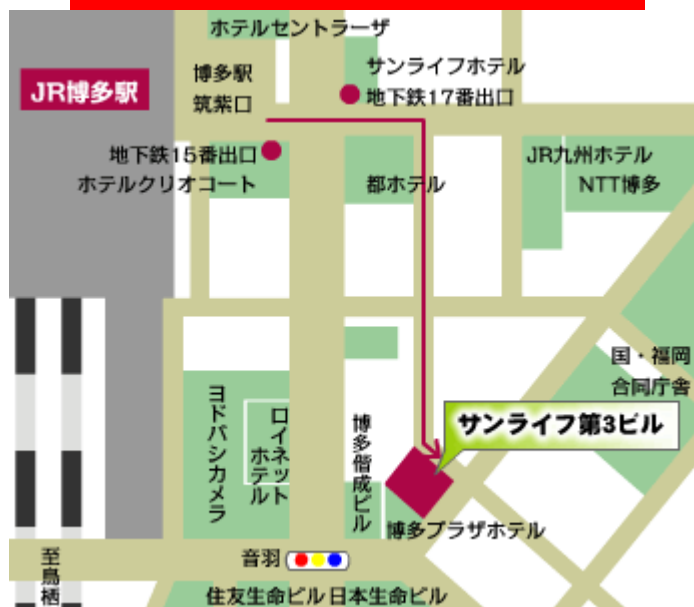 ホテルセントラーザ
サンライフホテル
博多駅
JR博多駅
筑紫口
地下鉄17番出口
地下鉄15番出口
JR九州ホテル
ホテルクリオコート
都ホテル
NTT博多
国・福岡
合同庁舎
ヨドバシカメラ
ロイネット
ホテル
博多偕成ビル
サンライフ第3ビル
博多プラザホテル
音羽
至鳥栖
住友生命ビル
日本生命ビル